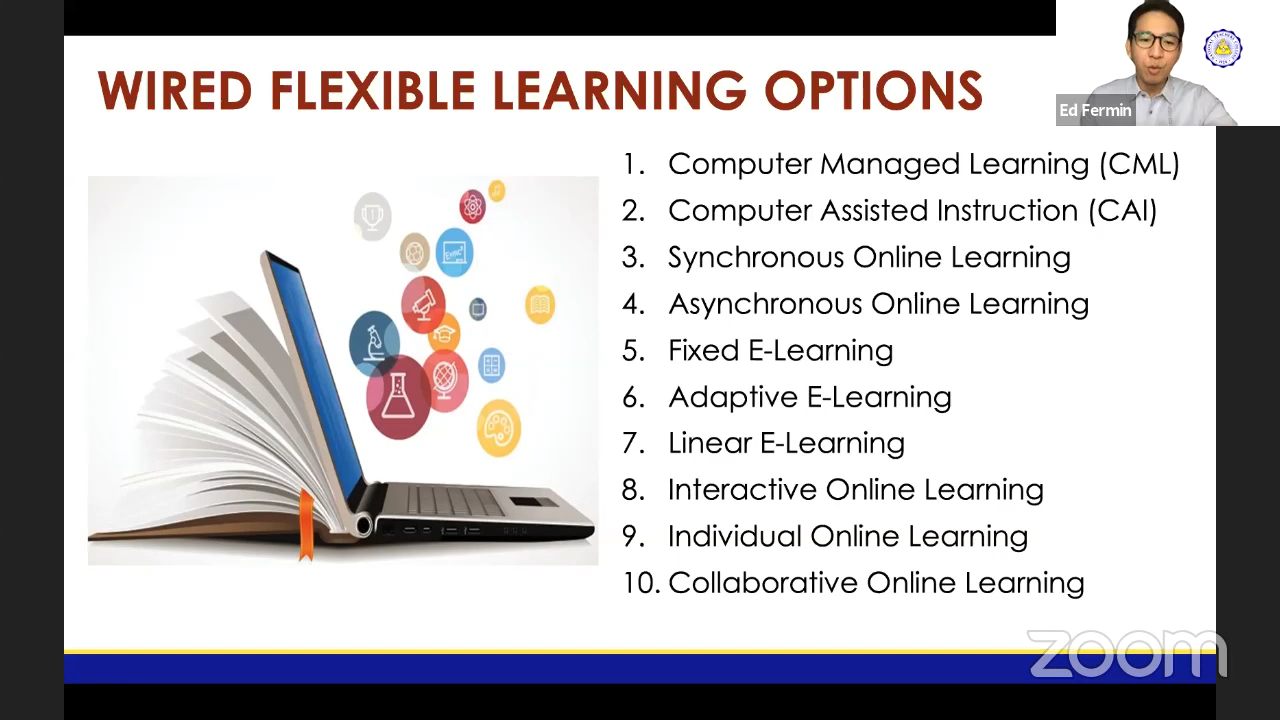 WIRED FLEXIBLE LEARNING OPTIONS
Ed Fermin
1. Computer Managed Learning (CML)
2. Computer Assisted Instruction (CAI)
3. Synchronous Online Learning
4. Asynchronous Online Learning
5. Fixed E-Learning
6. Adaptive E-Learning
7. Linear E-Learning
8. Interactive Online Learning
9. Individual Online Learning
10. Collaborative Online Learning
zoom